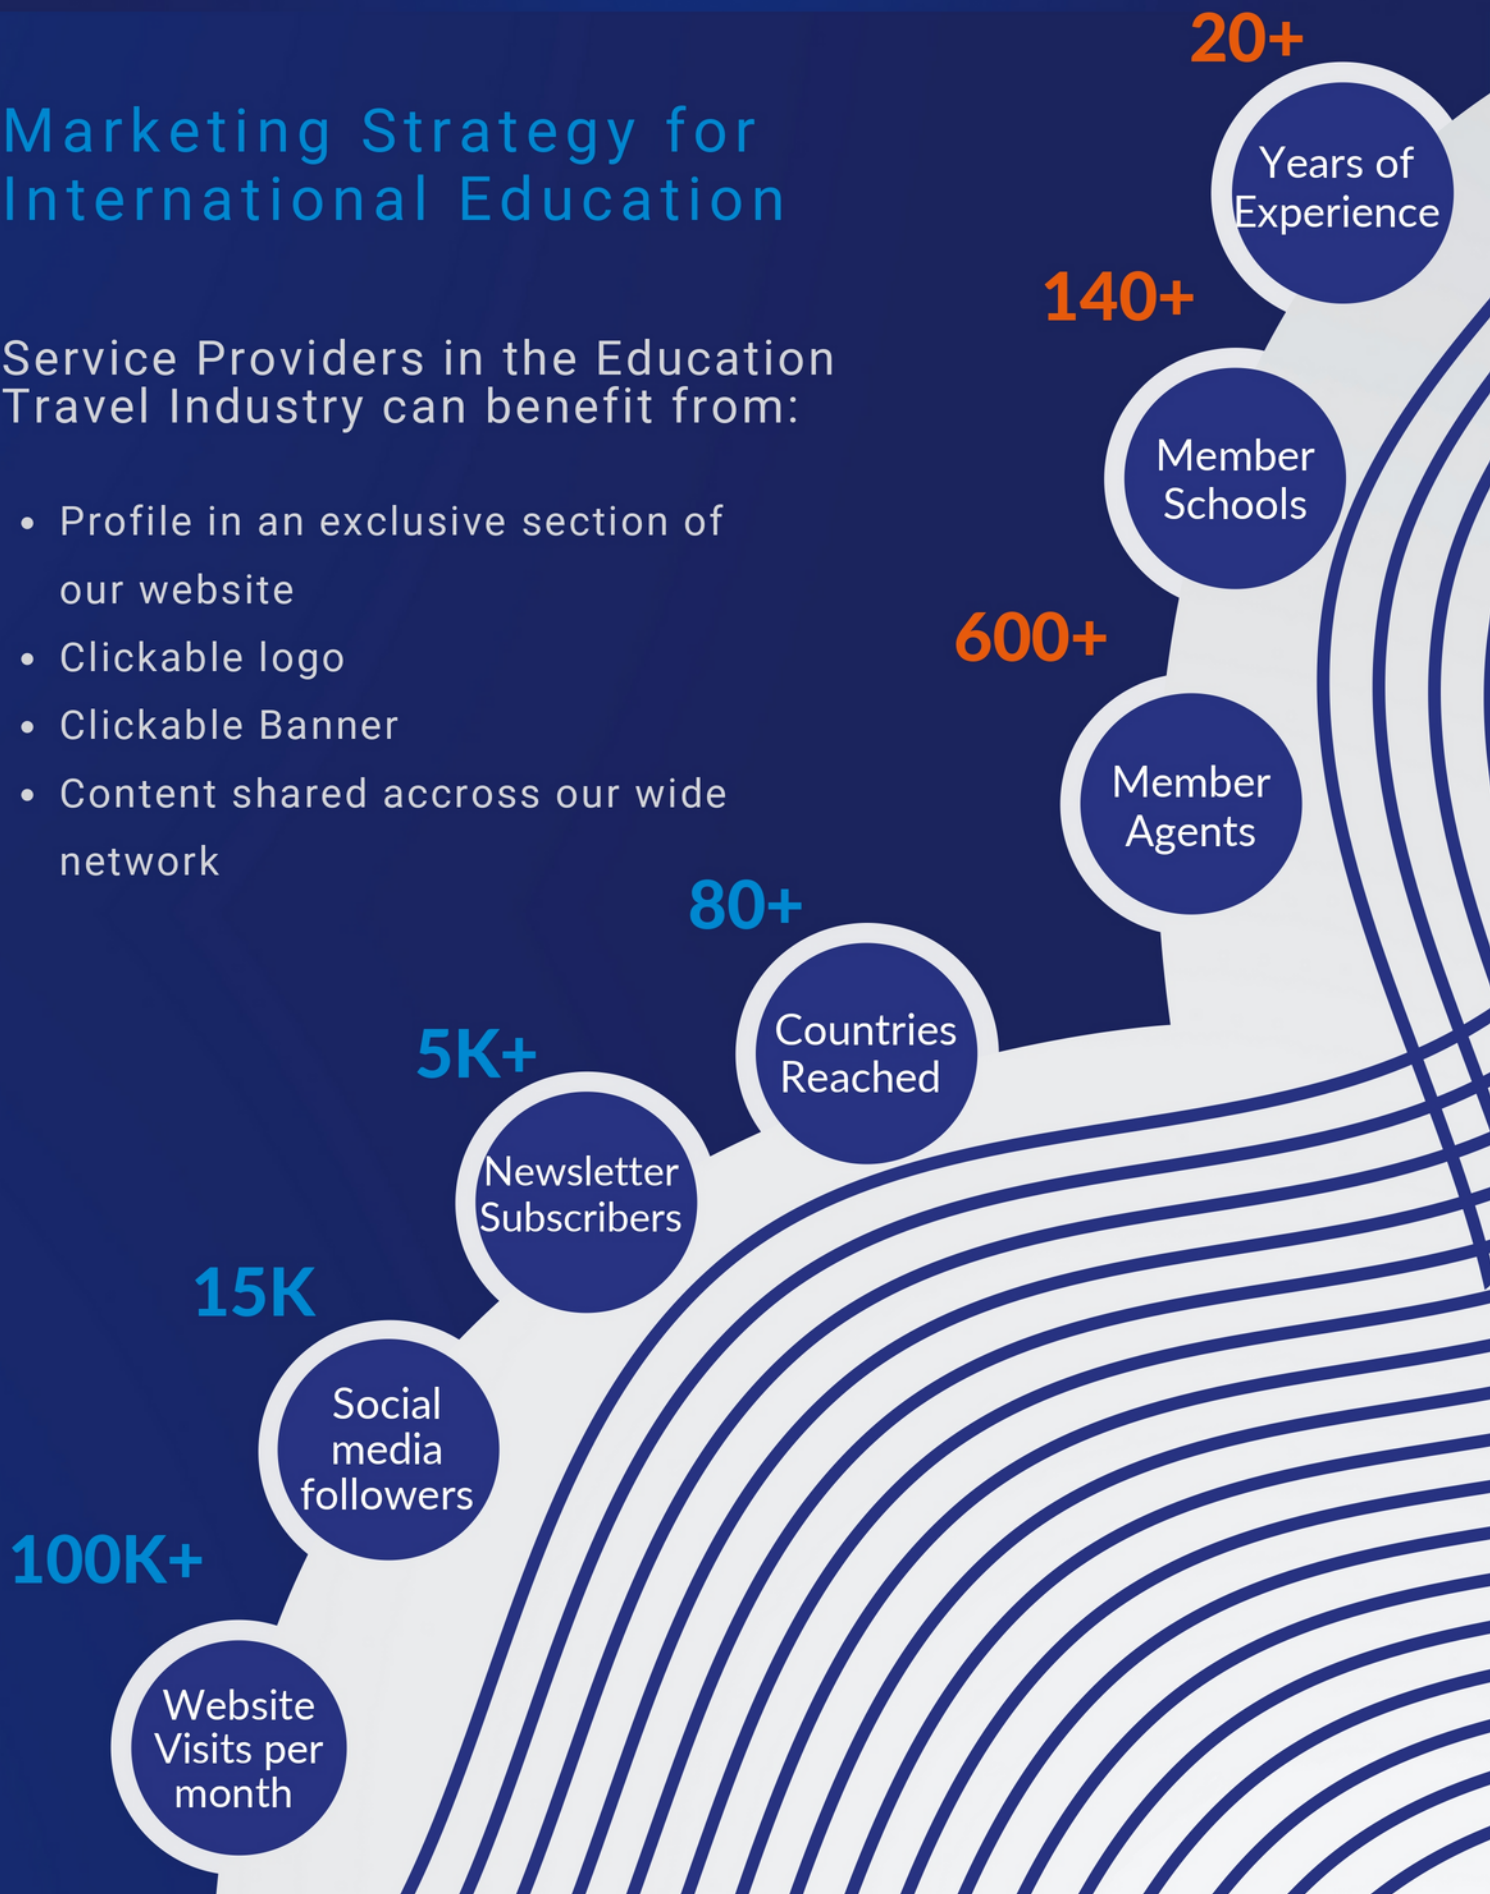 Marketing Strategy for
International Education
Service Providers in the Education
Travel Industry can benefit from:
• Profile in an exclusive section of
our website
• Clickable logo
• Clickable Banner
• Content shared accross our wide
network
20+
Years of
Experience
140+
Member
Schools
600+
Member
Agents
80+
Countries
Reached
5K+
Newsletter
Subscribers
15K
Social
media
followers
100K+
Website
Visits per
month